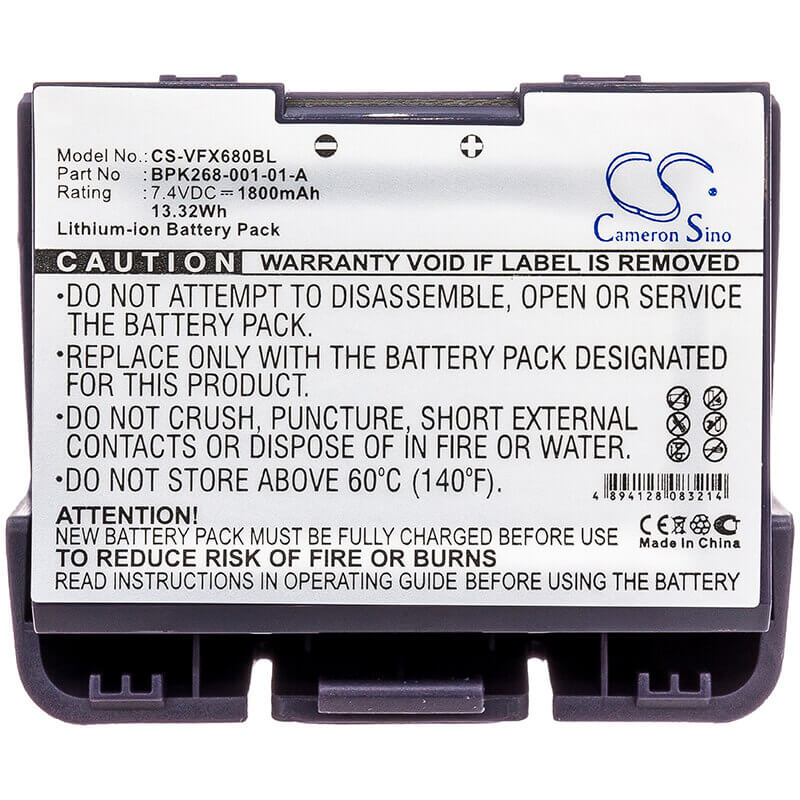 Model No.: CS-VFX680BL
Part No : BPK268-001-01-A
Rating : 7.4VDC⎓1800mAh
13.32Wh
Lithium-ion Battery Pack
CS
Cameron Sino
CAUTION WARRANTY VOID IF LABEL IS REMOVED
•DO NOT ATTEMPT TO DISASSEMBLE, OPEN OR SERVICE
THE BATTERY PACK.
•REPLACE ONLY WITH THE BATTERY PACK DESIGNATED
FOR THIS PRODUCT.
•DO NOT CRUSH, PUNCTURE, SHORT EXTERNAL
CONTACTS OR DISPOSE OF IN FIRE OR WATER.
•DO NOT STORE ABOVE 60°C (140°F).
4 894128 083214
ATTENTION:
NEW BATTERY PACK MUST BE FULLY CHARGED BEFORE USE
TO REDUCE RISK OF FIRE OR BURNS
READ INSTRUCTIONS IN OPERATING GUIDE BEFORE USING THE BATTERY
CE
Made In China